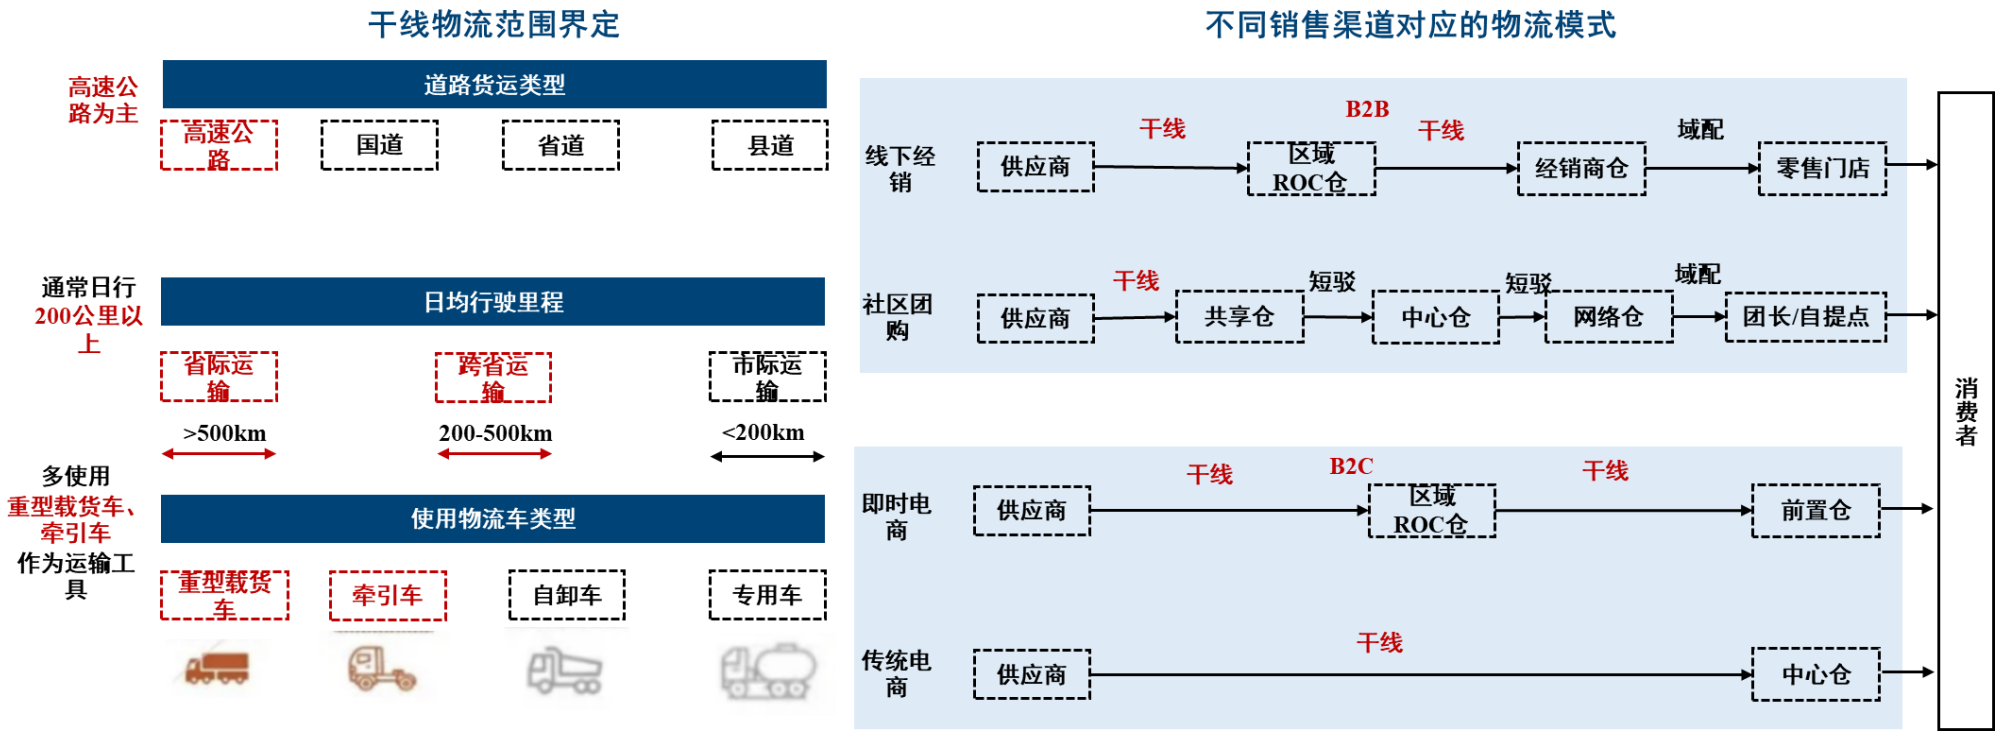 干线物流范围界定
高速公
路为主
道路货运类型
高速公
路
国道
省道
县道
通常日行
200公里以
上
日均行驶里程
省际运
输
跨省运
输
市际运
输
>500km
200-500km
<200km
多使用
重型载货车、
牵引车
作为运输工
具
使用物流车类型
重型载货
车
牵引车
自卸车
专用车
不同销售渠道对应的物流模式
B2B
线下经
销
供应商
干线
区域
ROC仓
干线
经销商仓
域配
零售门店
社区团
购
供应商
干线
共享仓
短驳
中心仓
短驳
网络仓
域配
团长/自提点
B2C
即时电
商
供应商
干线
区域
ROC仓
干线
前置仓
传统电
商
供应商
干线
中心仓
消
费
者